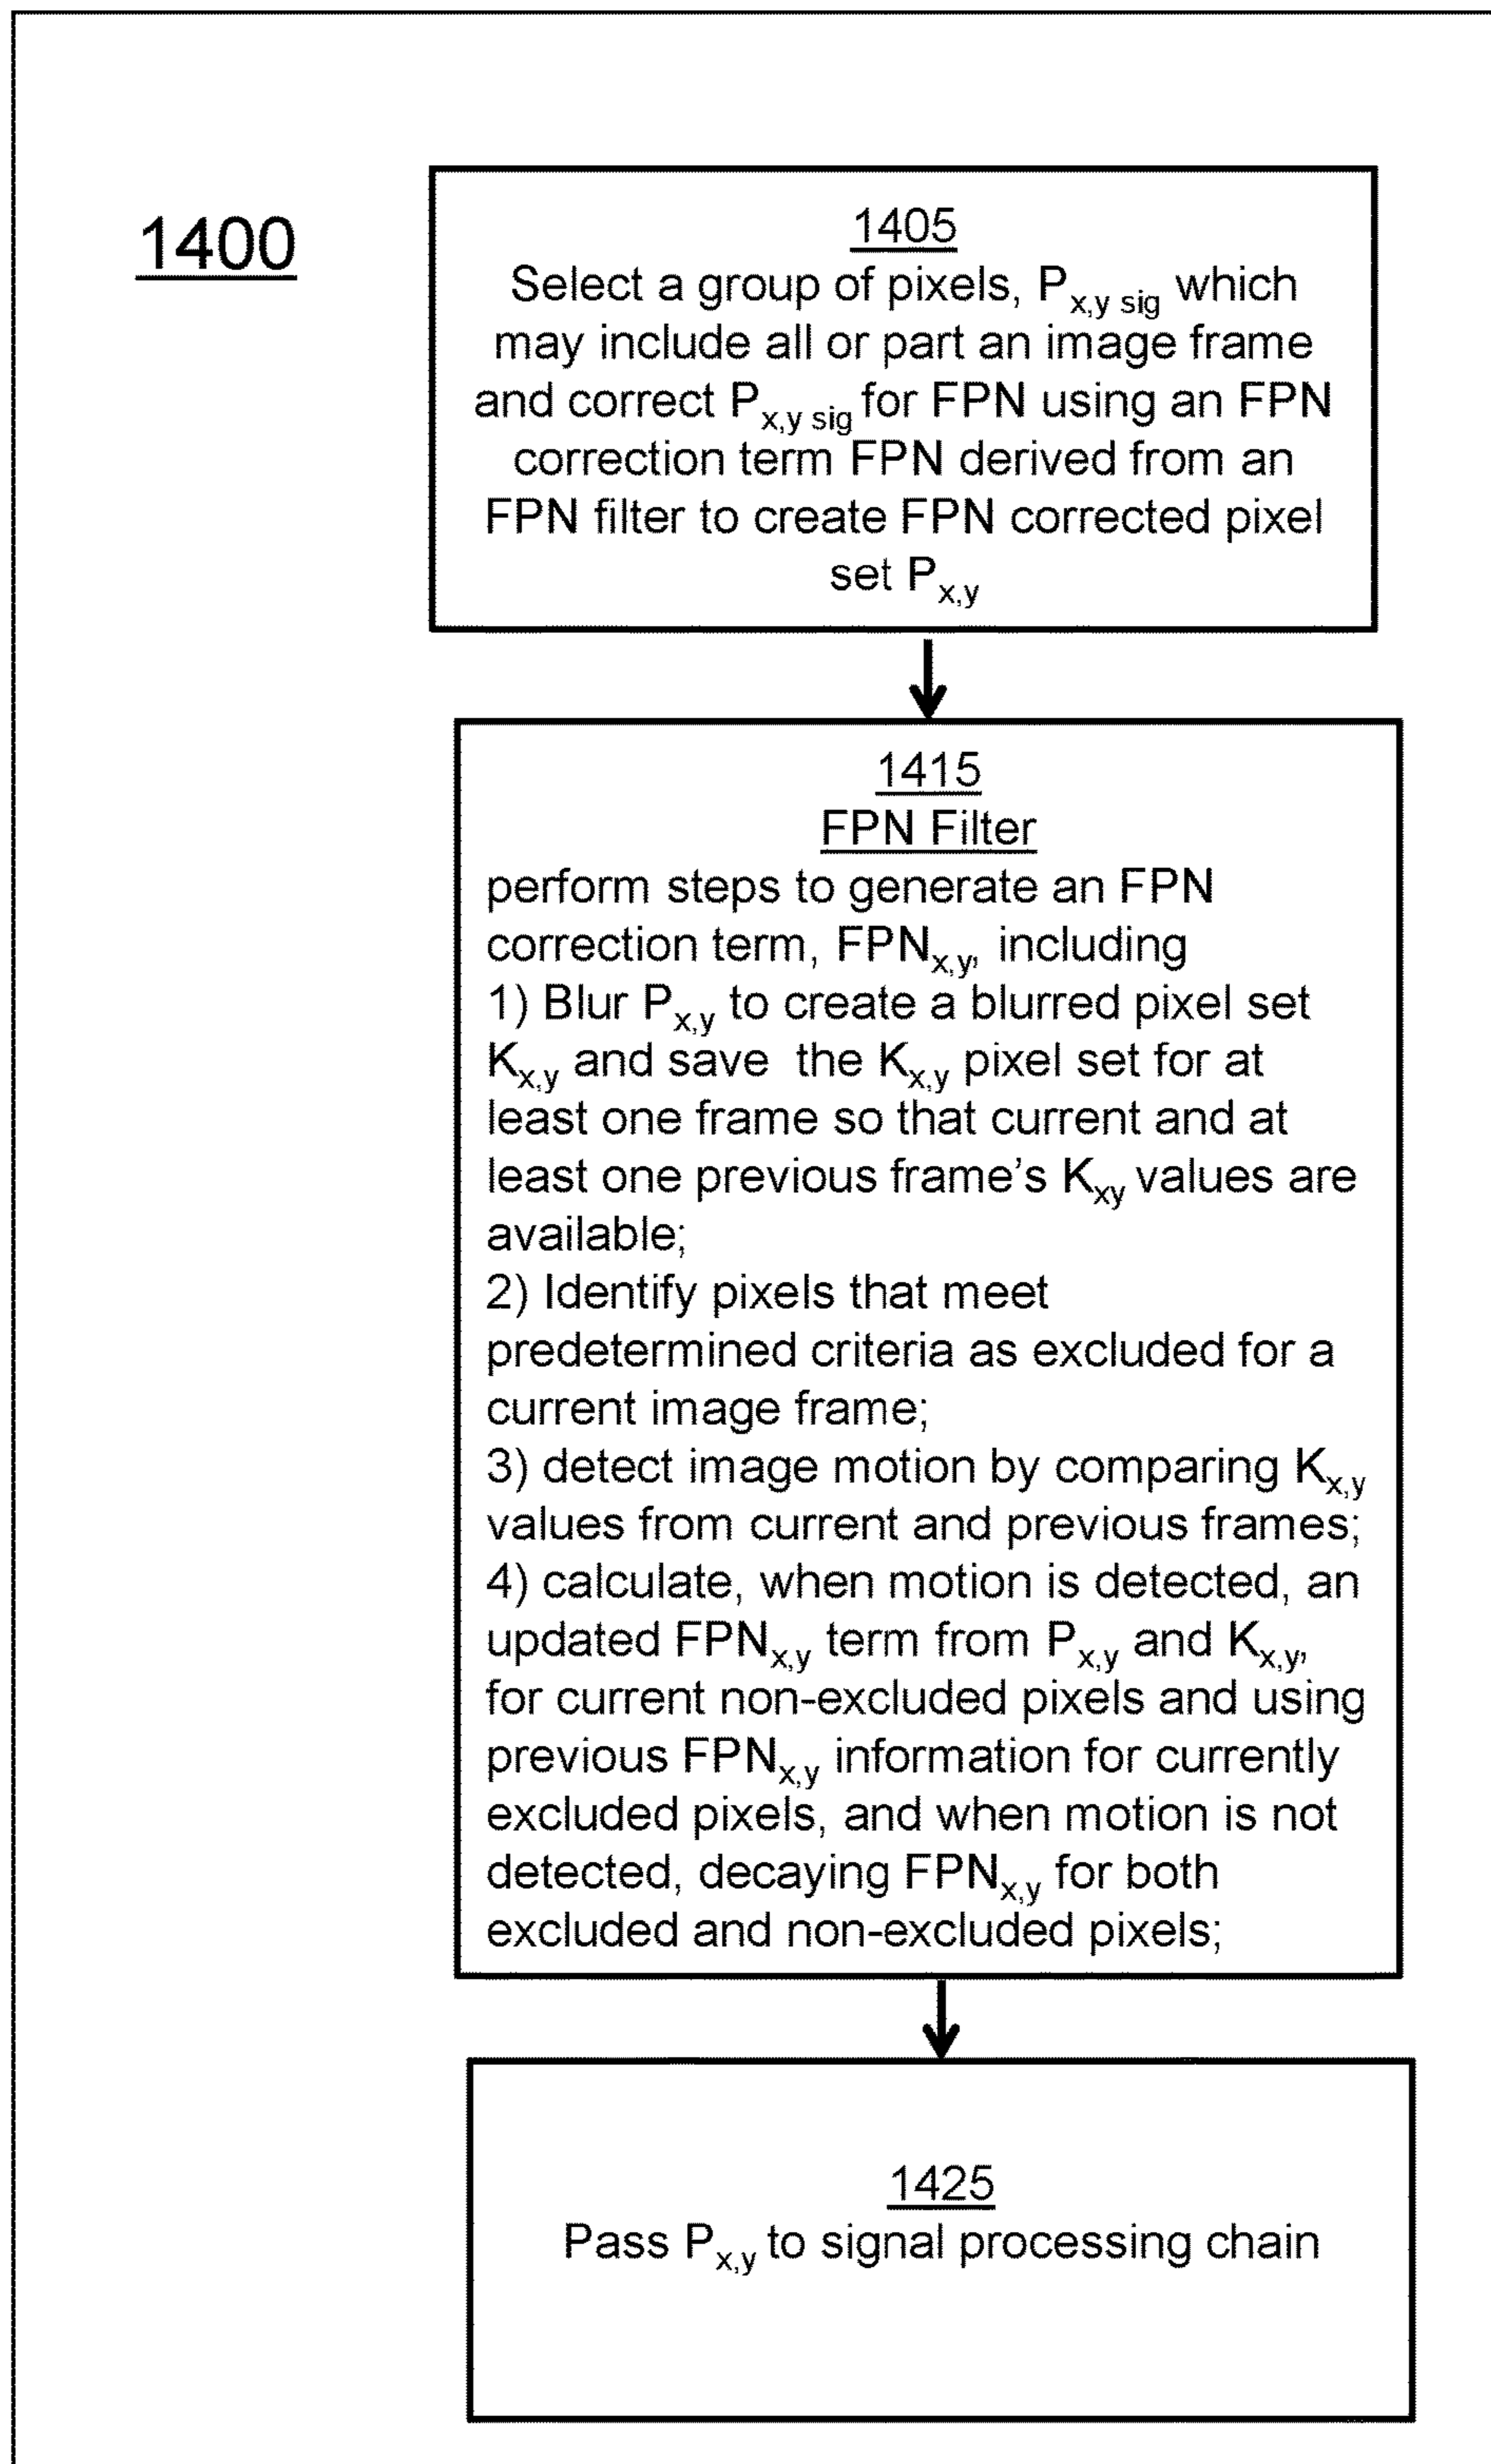 1400
1405
Select a group of pixels, Px,y sig which
may include all or part an image frame
and correct Px,y sig for FPN using an FPN
correction term FPN derived from an
FPN filter to create FPN corrected pixel
set Px,y
1415
FPN Filter
perform steps to generate an FPN
correction term, FPNx,y, including
1) Blur Px,y to create a blurred pixel set
Kx,y and save the Kx,y pixel set for at
least one frame so that current and at
least one previous frame’s Kxy values are
available;
2) Identify pixels that meet
predetermined criteria as excluded for a
current image frame;
3) detect image motion by comparing Kx,y
values from current and previous frames;
4) calculate, when motion is detected, an
updated FPNx,y term from Px,y and Kx,y,
for current non-excluded pixels and using
previous FPNx,y information for currently
excluded pixels, and when motion is not
detected, decaying FPNx,y for both
excluded and non-excluded pixels;
1425
Pass Px,y to signal processing chain